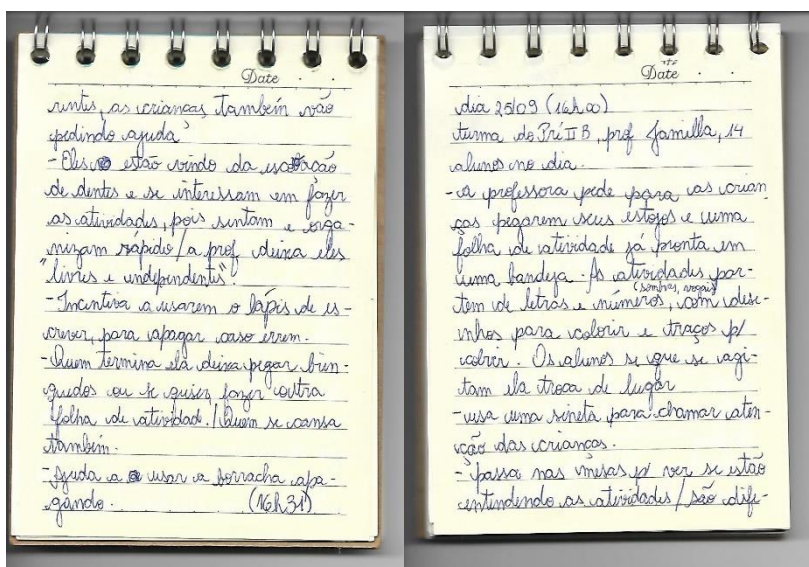 Date
rentes, as crianças também vão
pedindo ajuda
- Eles estão vindo da escovação
de dentes e se interessam em fazer
as atividades, pois sentam e orga-
nizam rápido/a prof deixa eles
"livres e independentes".
- Incentiva a usarem o lápis de es-
crever, para apagar caso errem.
- Quem termina ela deixa pegar brin-
quedos ou se quiser fazer outra
folha de atividad./Quem se cansa
também.
- Ajuda a usar a borracha apa-
gando. (16h31)
Date
dia 25/09 (16h00)
turma do Pré II B, prof Jamilla, 14
alunos no dia.
- a professora pede para as crian
ças pegarem seus estojos e uma
folha de atividade já pronta em
uma bandeja. As atividades par-
(sombras,
tem de letras e números, com dese-
nhos para colorir e traços p/
cobrir. Os alunos se que se agi-
tam ela troca de lugar
- usa uma sineta para chamar aten-
ção das crianças.
- passa nas mesas p/ ver se estão
entendendo as atividades/são dife-